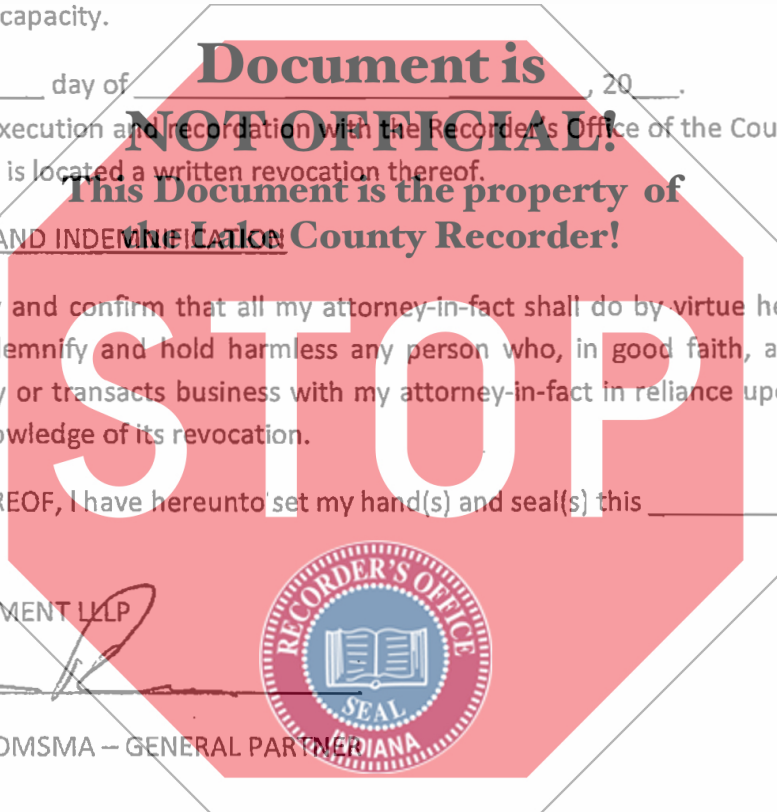 capacity.
Document is
day of , 20 .
NOT OFFICIAL!
xecution and recordation with the Recorder's Office of the Cou
is located a written revocation thereof.
This Document is the property of
the Lake County Recorder!
AND INDEMNIFICATION
and confirm that all my attorney-in-fact shall do by virtue he
demnify and hold harmless any person who, in good faith, a
y or transacts business with my attorney-in-fact in reliance upo
owledge of its revocation.
STOP
REOF, I have hereunto set my hand(s) and seal(s) this
RECORDER'S OFFICE
MENT LLLP
SEAL
INDIANA
OMSMA – GENERAL PARTNER